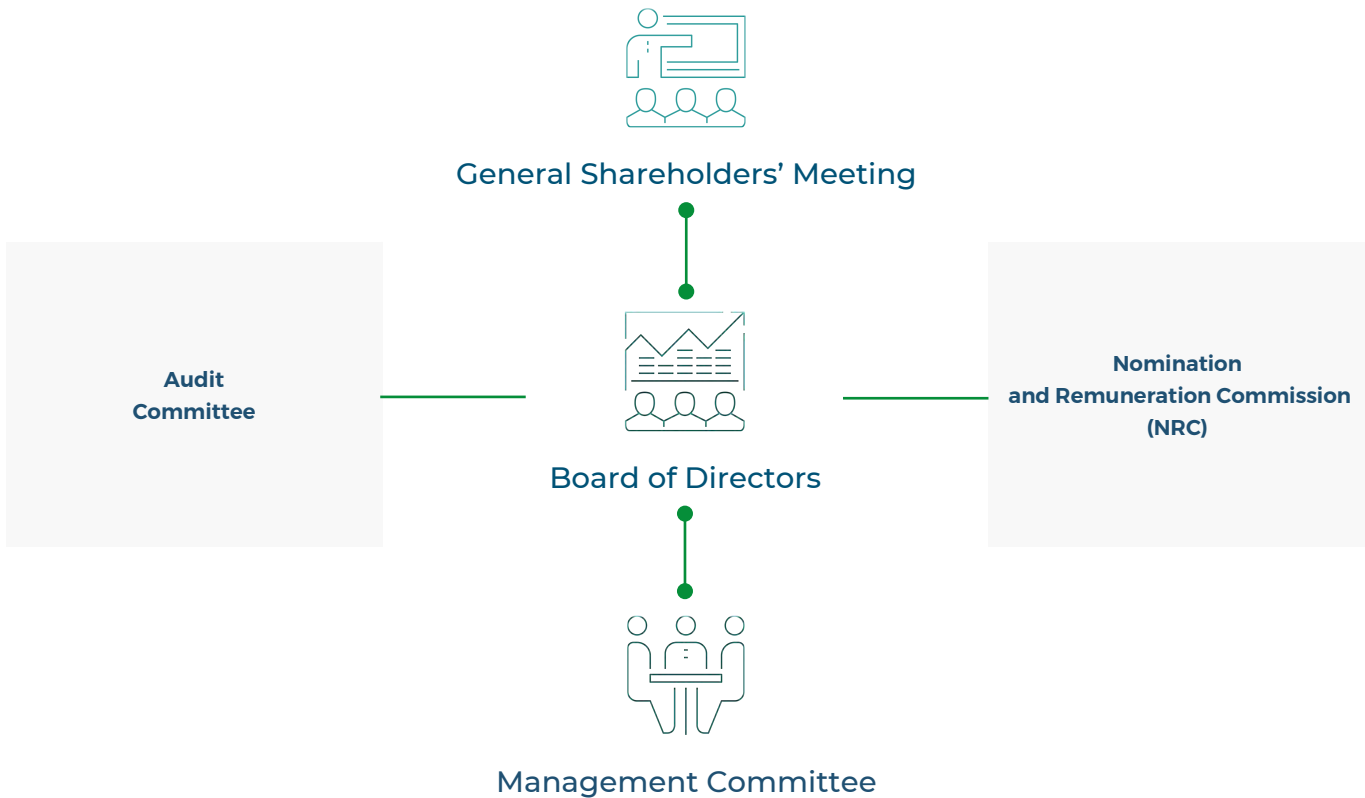 General Shareholders’ Meeting
Audit
Committee
Nomination
and Remuneration Commission
(NRC)
Board of Directors
Management Committee